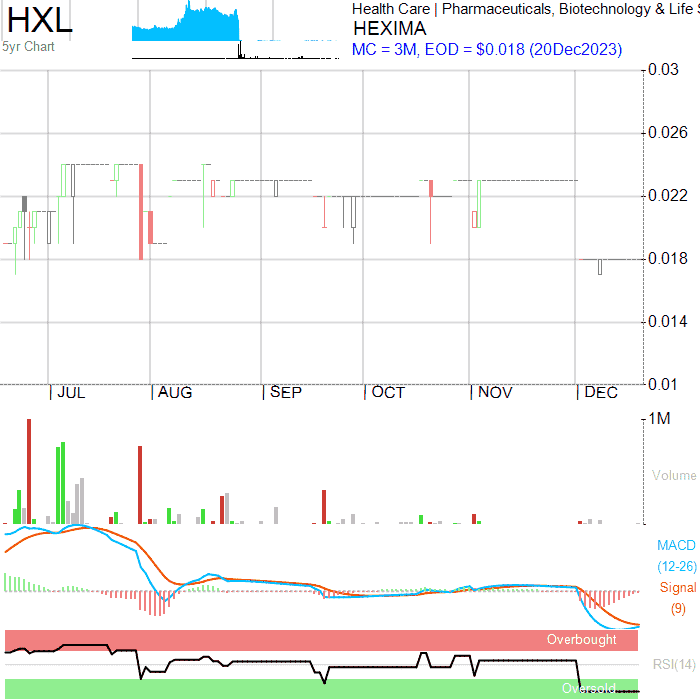 HXL
5yr Chart
Health Care | Pharmaceuticals, Biotechnology & Life S
HEXIMA
MC = 3M, EOD = $0.018 (20Dec2023)
0.03
0.026
0.022
0.018
0.014
0.01
JUL AUG SEP OCT NOV DEC
1M
Volume
MACD
(12-26)
Signal
(9)
Overbought
RSI(14)
Oversold